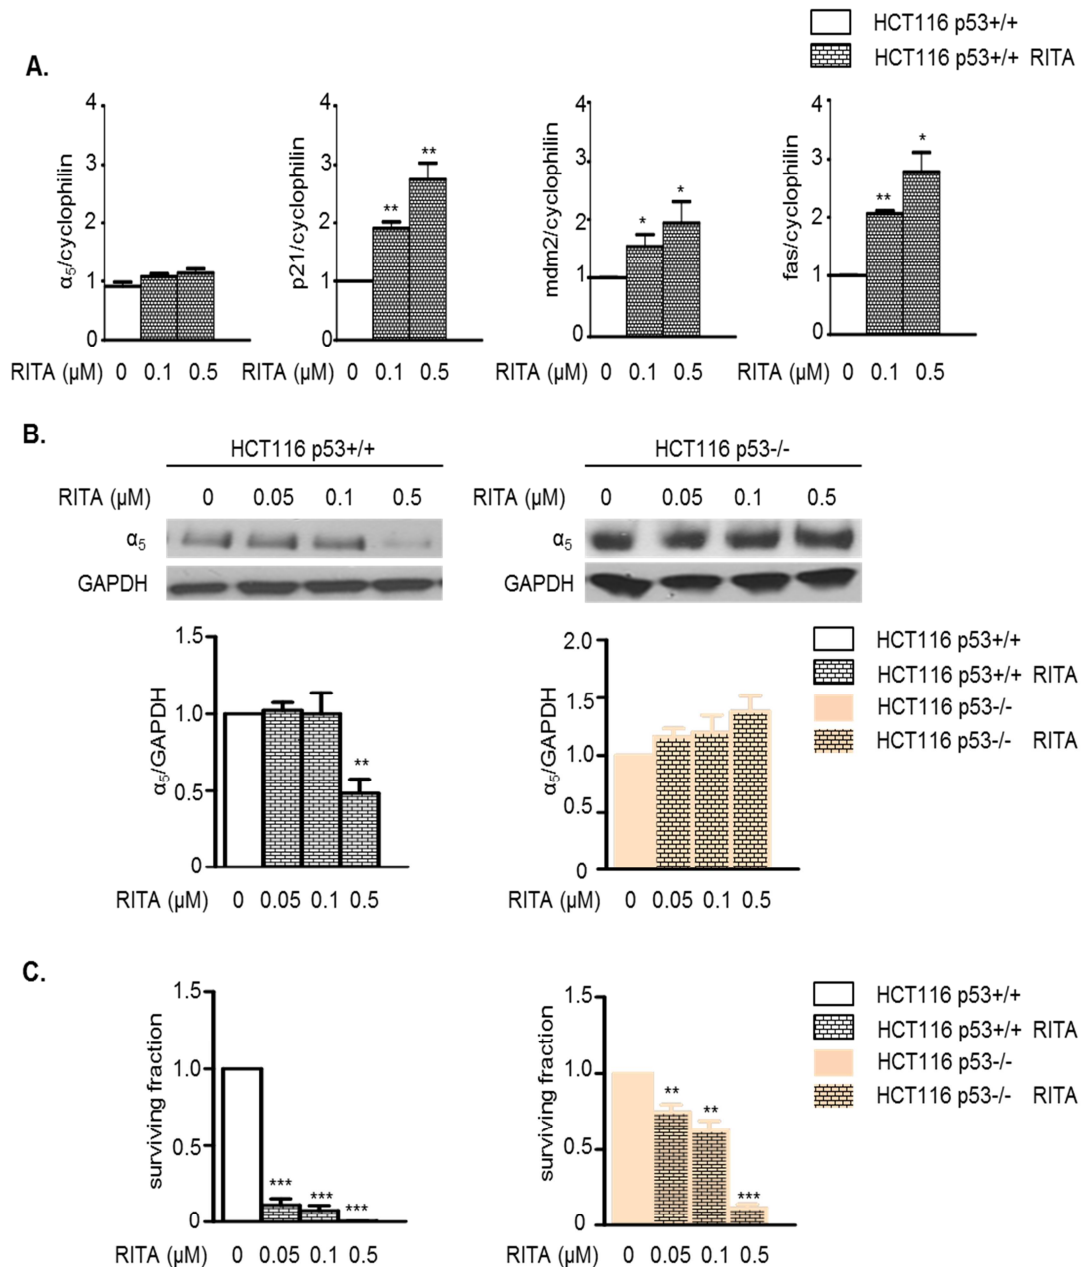 HCT116 p53+/+
HCT116 p53+/+ RITA
A.
α5/cyclophilin
4
3
2
1
0
RITA (µM) 0 0.1 0.5
p21/cyclophilin
4
3
2
1
0
** **
RITA (µM) 0 0.1 0.5
mdm2/cyclophilin
4
3
2
1
0
* *
RITA (µM) 0 0.1 0.5
fas/cyclophilin
4
3
2
1
0
** *
RITA (µM) 0 0.1 0.5
B.
HCT116 p53+/+
RITA (µM) 0 0.05 0.1 0.5
α5
GAPDH
HCT116 p53-/-
RITA (µM) 0 0.05 0.1 0.5
α5
GAPDH
α5/GAPDH
1.5
1.0
0.5
0
**
RITA (µM) 0 0.05 0.1 0.5
α5/GAPDH
2.0
1.5
1.0
0.5
0
RITA (µM) 0 0.05 0.1 0.5
HCT116 p53+/+
HCT116 p53+/+ RITA
HCT116 p53-/-
HCT116 p53-/- RITA
C.
surviving fraction
1.5
1.0
0.5
0
*** *** ***
RITA (µM) 0 0.05 0.1 0.5
surviving fraction
1.5
1.0
0.5
0
** ** ***
RITA (µM) 0 0.05 0.1 0.5
HCT116 p53+/+
HCT116 p53+/+ RITA
HCT116 p53-/-
HCT116 p53-/- RITA